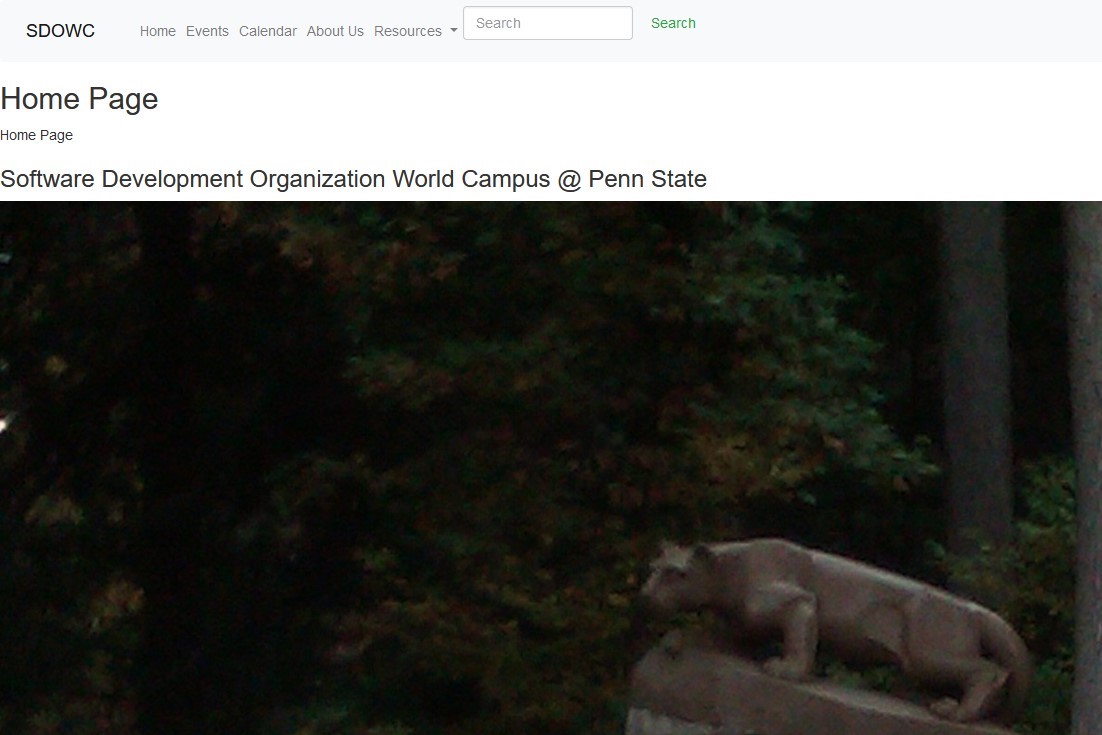 SDOWC Home Events Calendar About Us Resources Search Search
Home Page
Home Page
Software Development Organization World Campus @ Penn State